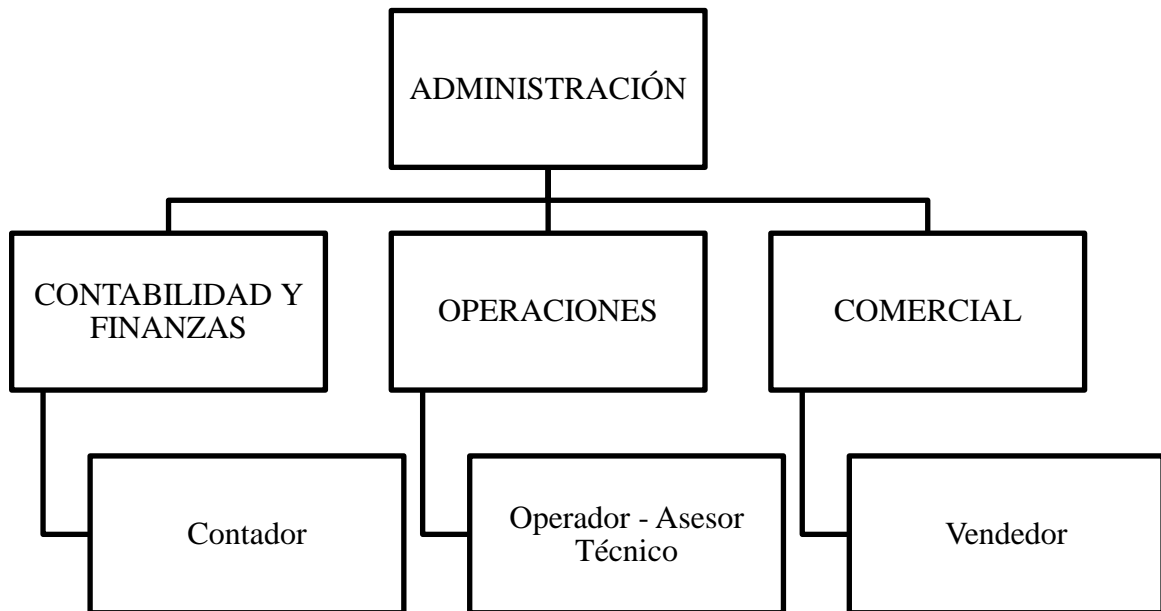 ADMINISTRACIÓN
CONTABILIDAD Y
FINANZAS
OPERACIONES
COMERCIAL
Contador
Operador - Asesor
Técnico
Vendedor